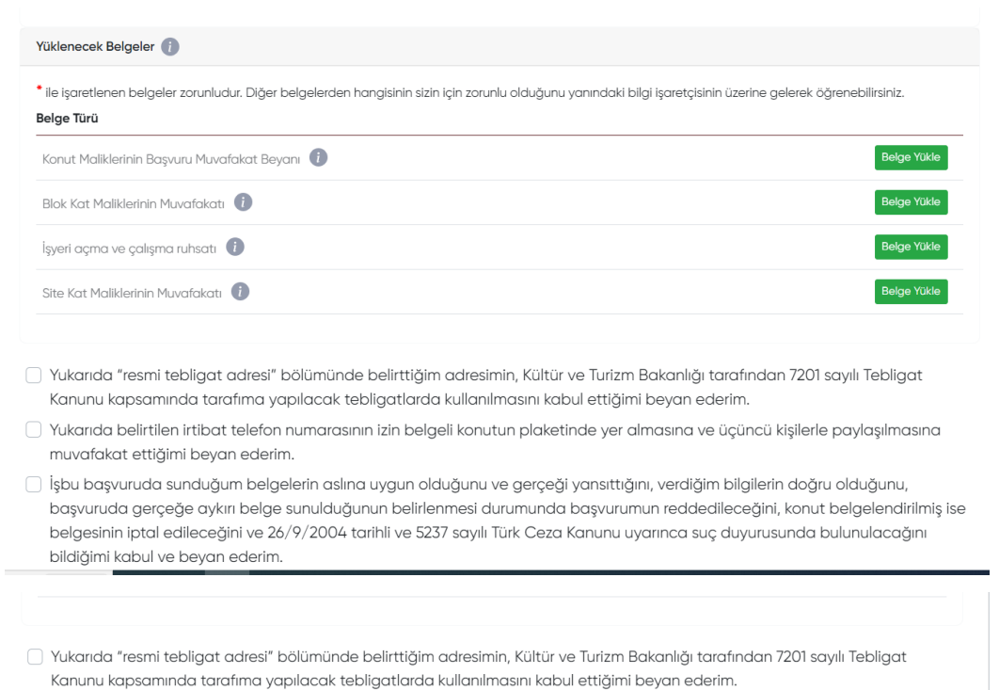 Yüklenecek Belgeler i
* ile işaretlenen belgeler zorunludur. Diğer belgelerden hangisinin sizin için zorunlu olduğunu yanındaki bilgi işaretçisinin üzerine gelerek öğrenebilirsiniz.
Belge Türü
Konut Maliklerinin Başvuru Muvafakat Beyanı i Belge Yükle
Blok Kat Maliklerinin Muvafakatı i Belge Yükle
İşyeri açma ve çalışma ruhsatı i Belge Yükle
Site Kat Maliklerinin Muvafakatı i Belge Yükle
Yukarıda “resmi tebligat adresi” bölümünde belirttiğim adresimin, Kültür ve Turizm Bakanlığı tarafından 7201 sayılı Tebligat
Kanunu kapsamında tarafıma yapılacak tebligatlarda kullanılmasını kabul ettiğimi beyan ederim.
Yukarıda belirtilen irtibat telefon numarasının izin belgeli konutun plaketinde yer almasına ve üçüncü kişilerle paylaşılmasına
muvafakat ettiğimi beyan ederim.
İşbu başvuruda sunduğum belgelerin aslına uygun olduğunu ve gerçeği yansıttığını, verdiğim bilgilerin doğru olduğunu,
başvuruda gerçeğe aykırı belge sunulduğunun belirlenmesi durumunda başvurumun reddedileceğini, konut belgelendirilmiş ise
belgesinin iptal edileceğini ve 26/9/2004 tarihli ve 5237 sayılı Türk Ceza Kanunu uyarınca suç duyurusunda bulunulacağını
bildiğimi kabul ve beyan ederim.
Yukarıda “resmi tebligat adresi” bölümünde belirttiğim adresimin, Kültür ve Turizm Bakanlığı tarafından 7201 sayılı Tebligat
Kanunu kapsamında tarafıma yapılacak tebligatlarda kullanılmasını kabul ettiğimi beyan ederim.